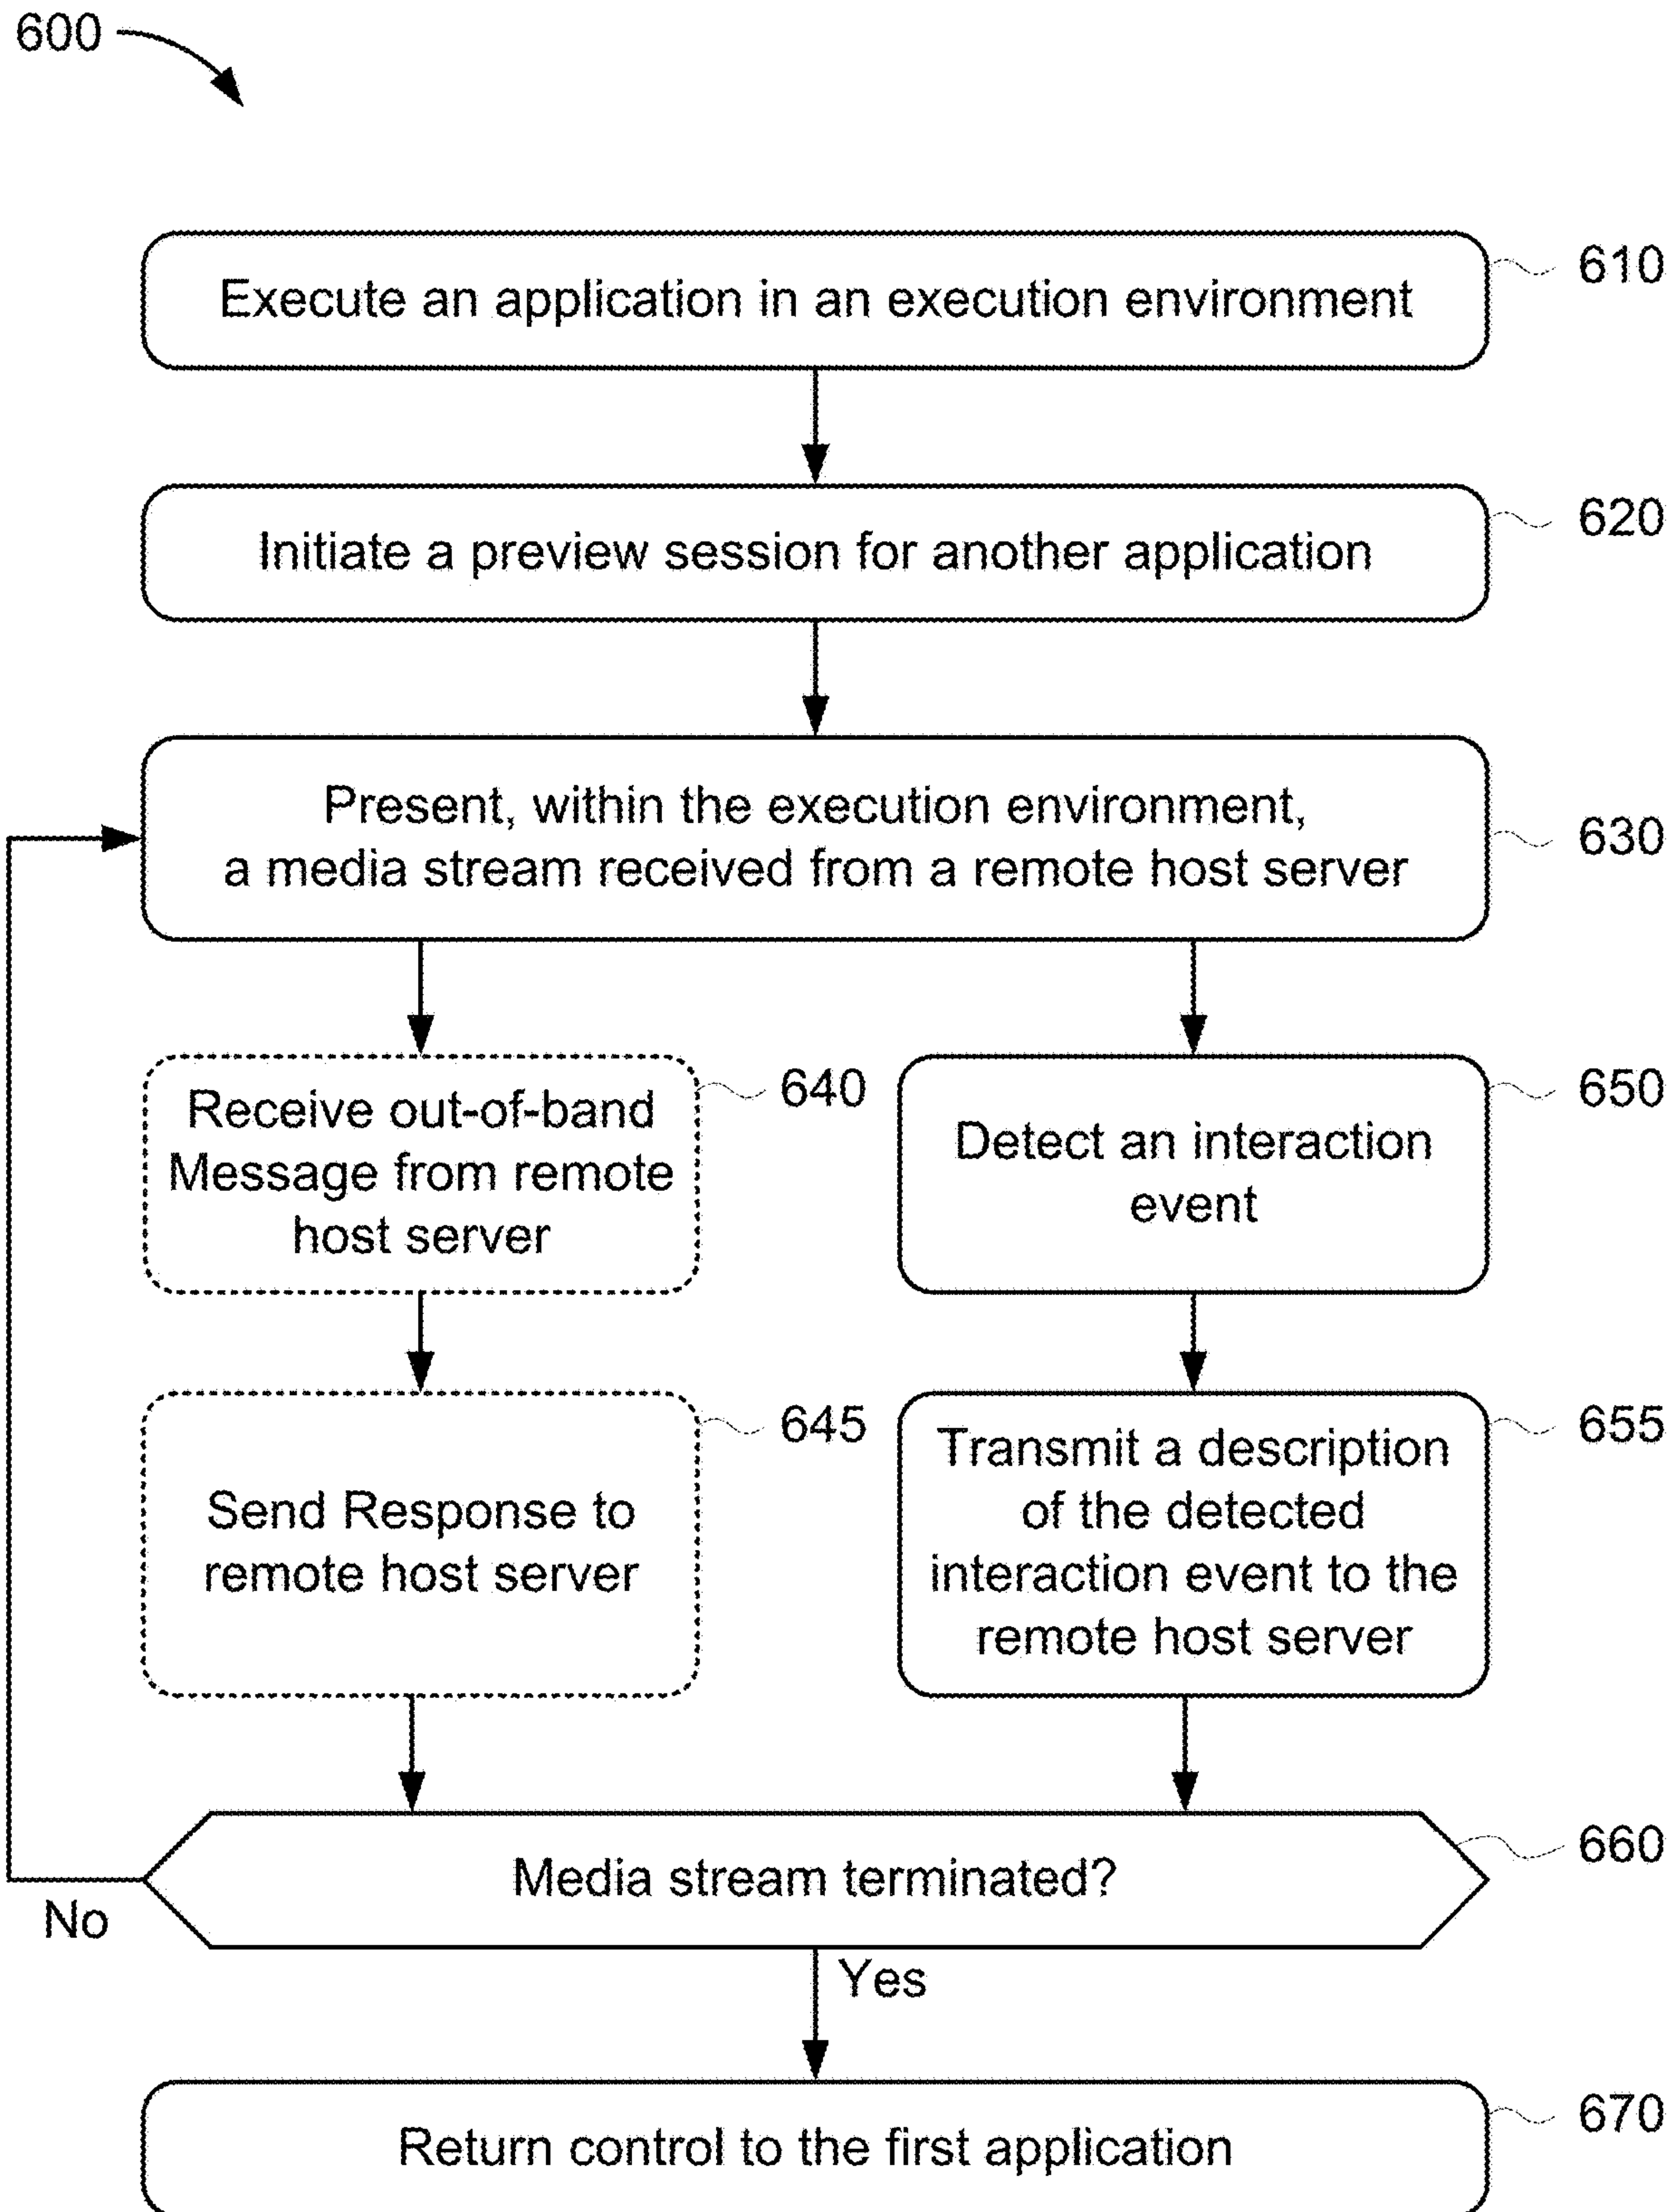 600
Execute an application in an execution environment
610
Initiate a preview session for another application
620
Present, within the execution environment,
a media stream received from a remote host server
630
Receive out-of-band
Message from remote
host server
640
Detect an interaction
event
650
Send Response to
remote host server
645
Transmit a description
of the detected
interaction event to the
remote host server
655
Media stream terminated?
660
No
Yes
Return control to the first application
670